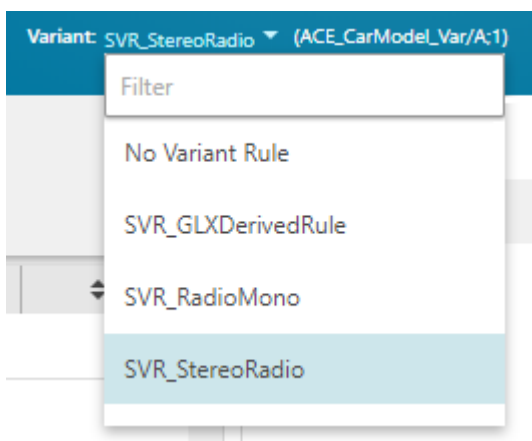 Variant: SVR_StereoRadio (ACE_CarModel_Var/A;1)
Filter
No Variant Rule
SVR_GLXDerivedRule
SVR_RadioMono
SVR_StereoRadio